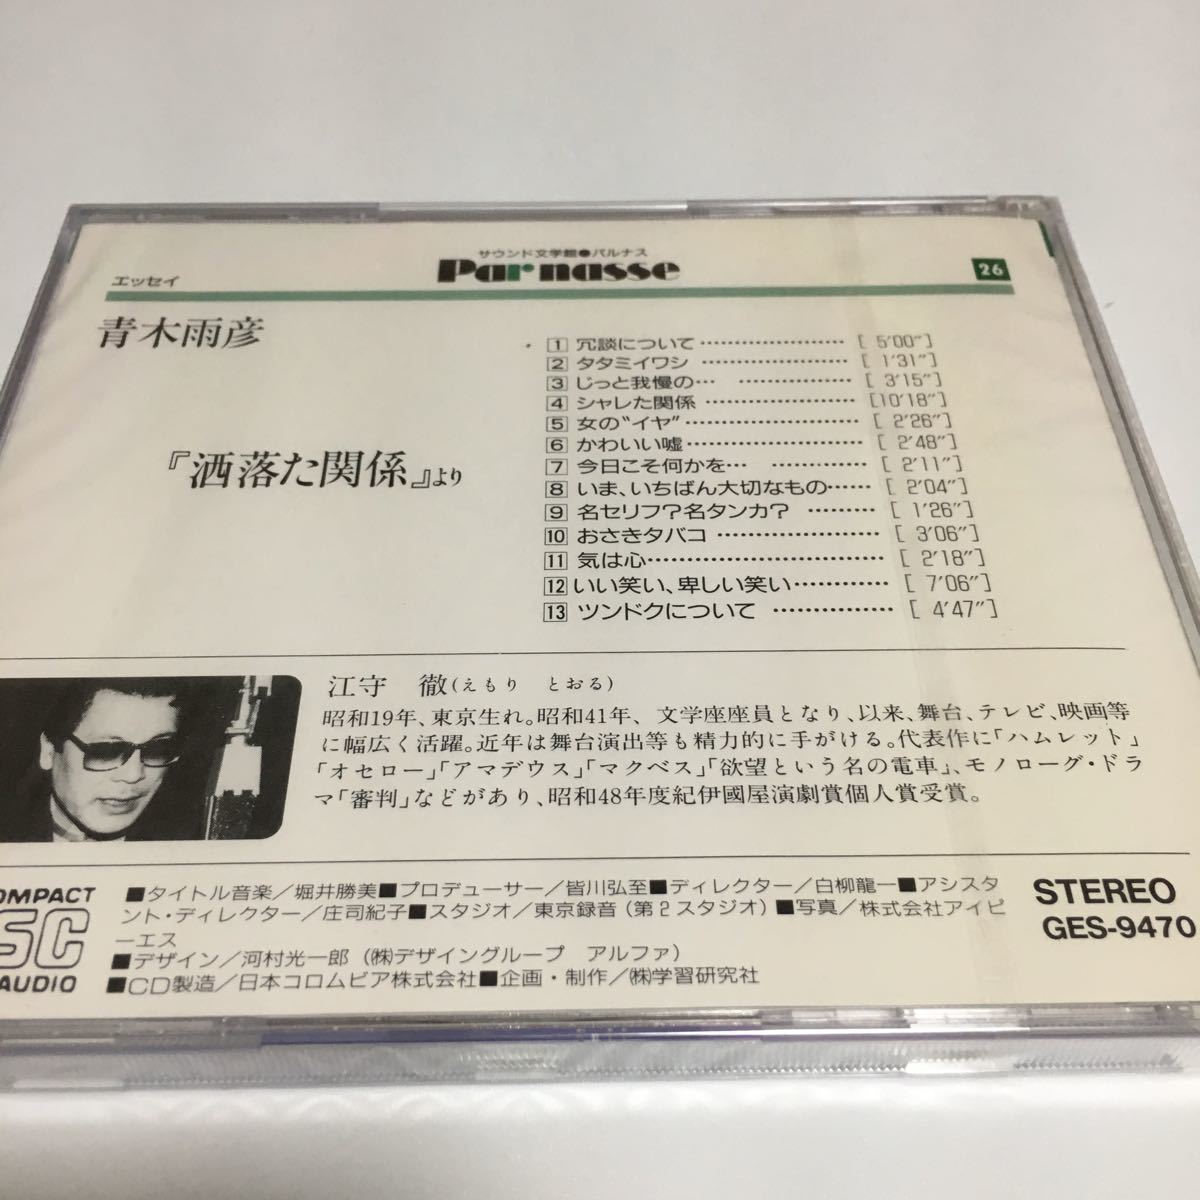 サウンド文学館●パルナス
Parnasse
エッセイ
26
青木雨彦
『洒落た関係』より
1 冗談について ………………… [ 5'00"]
2 タタミイワシ ………………… [ 1'31"]
3 じっと我慢の… …………… [ 3'15"]
4 シャレた関係 ………………… [10'18"]
5 女の"イヤ"…………………… [ 2'26"]
6 かわいい嘘…………………… [ 2'48"]
7 今日こそ何かを… ………… [ 2'11"]
8 いま、いちばん大切なもの…… [ 2'04"]
9 名セリフ?名タンカ? ……… [ 1'26"]
10 おさきタバコ ………………… [ 3'06"]
11 気は心………………………… [ 2'18"]
12 いい笑い、卑しい笑い………… [ 7'06"]
13 ツンドクについて …………… [ 4'47"]
江守 徹(えもり とおる)
昭和19年、東京生れ。昭和41年、文学座座員となり、以来、舞台、テレビ、映画等
に幅広く活躍。近年は舞台演出等も精力的に手がける。代表作に「ハムレット」
「オセロー」「アマデウス」「マクベス」「欲望という名の電車」、モノローグ・ドラ
マ「審判」などがあり、昭和48年度紀伊國屋演劇賞個人賞受賞。
OMPACT
ISC
AUDIO
■タイトル音楽/堀井勝美■プロデューサー/皆川弘至■ディレクター/白柳龍一■アシスタ
ント・ディレクター/庄司紀子■スタジオ/東京録音(第2スタジオ)■写真/株式会社アイピ
ーエス
■デザイン/河村光一郎(㈱デザイングループ アルファ)
■CD製造/日本コロムビア株式会社■企画・制作/㈱学習研究社
STEREO
GES-9470